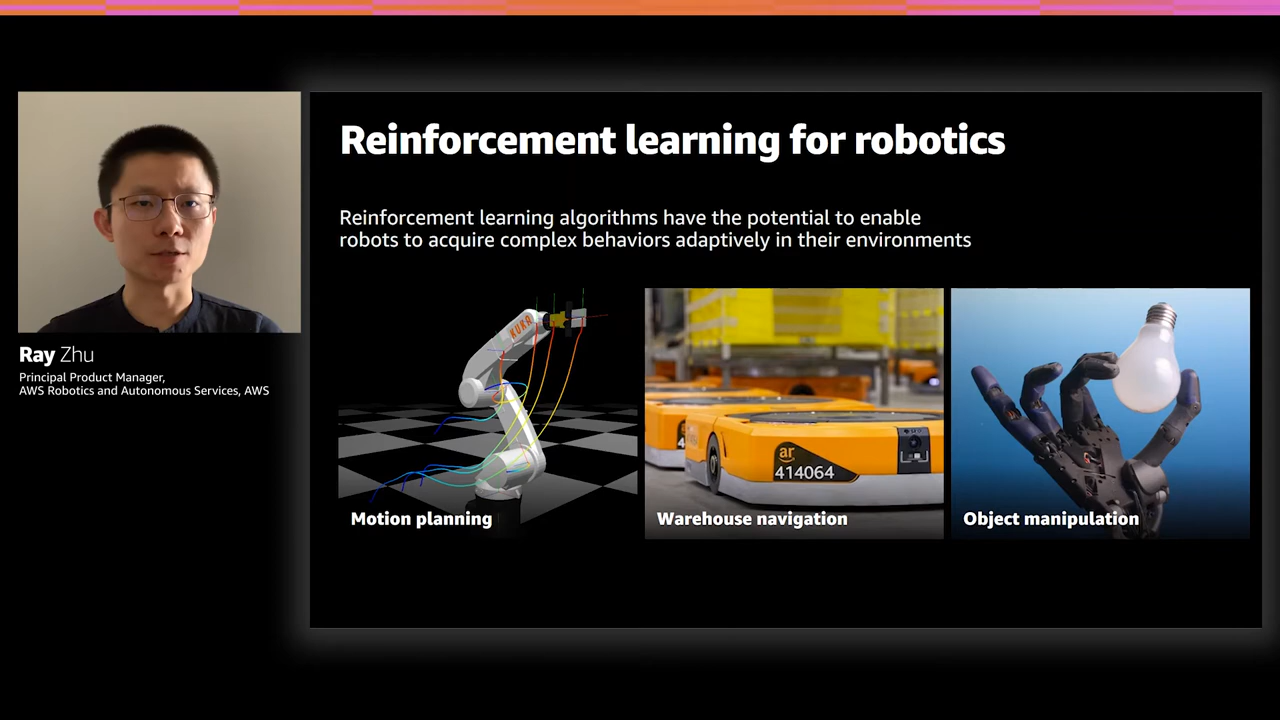 Reinforcement learning for robotics
Reinforcement learning algorithms have the potential to enable
robots to acquire complex behaviors adaptively in their environments
Ray Zhu
Principal Product Manager,
AWS Robotics and Autonomous Services, AWS
KUKA
Motion planning
ar
414064
Warehouse navigation
Object manipulation